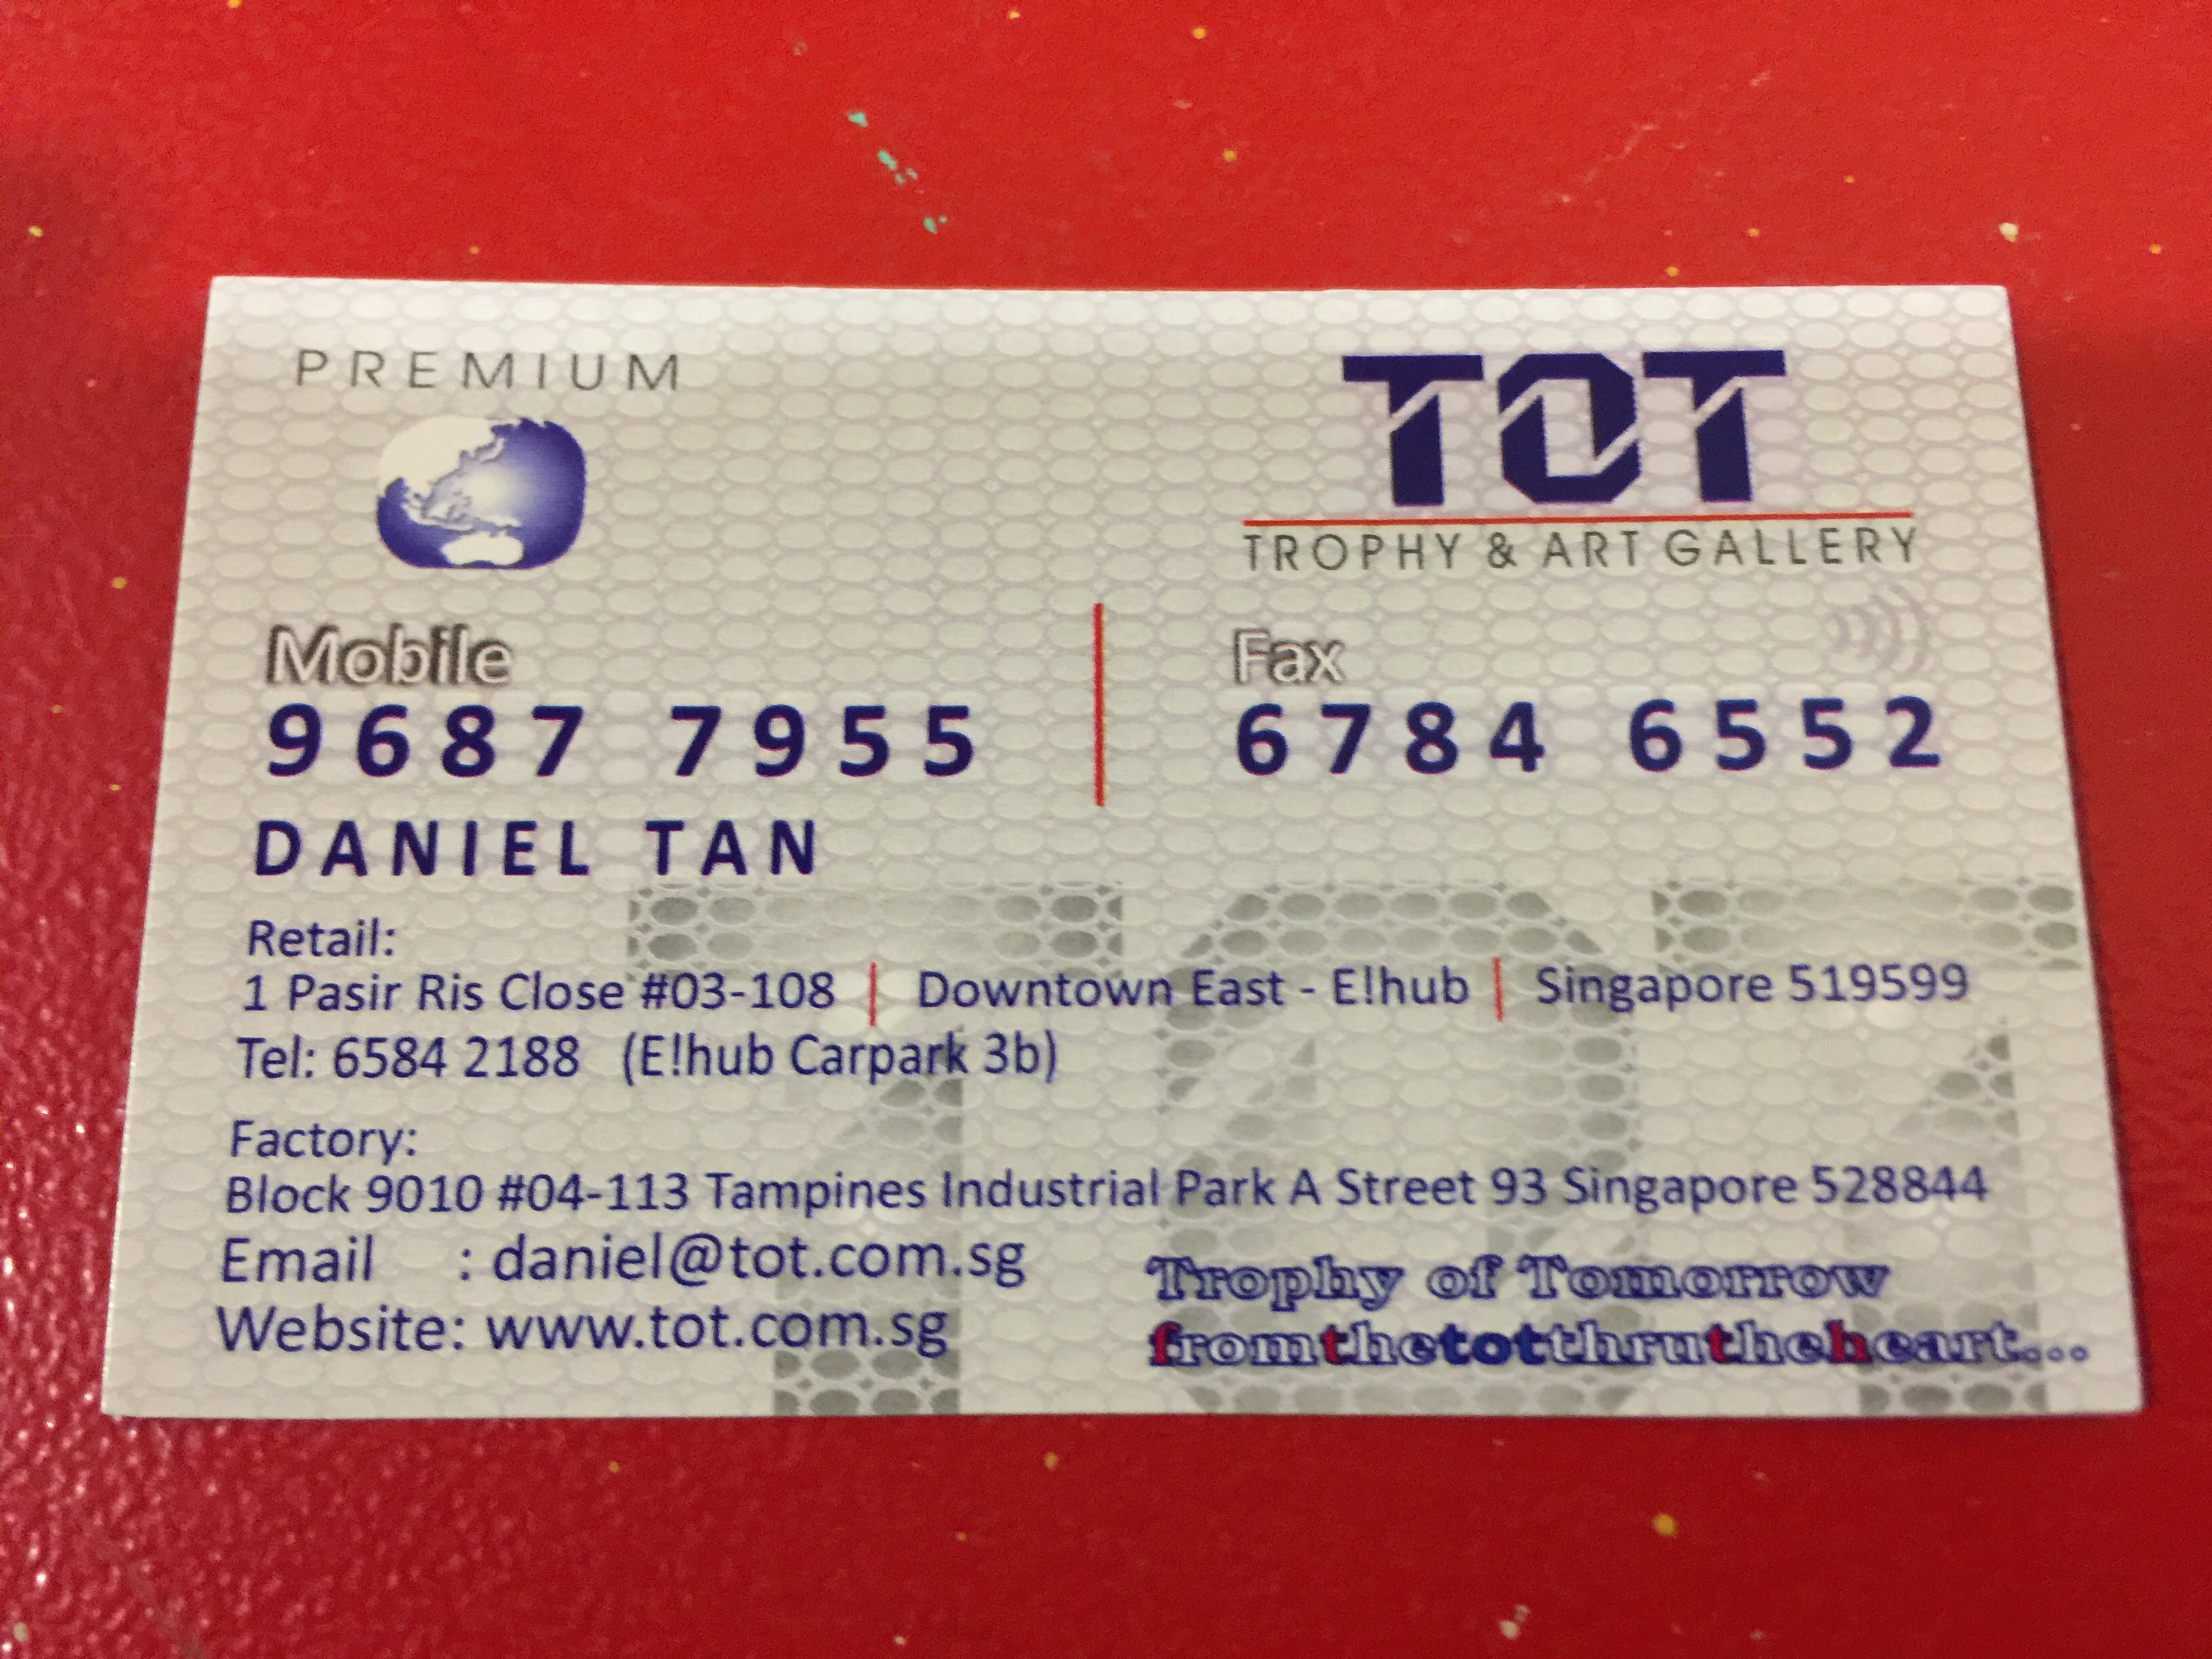 PREMIUM
TOT
TROPHY & ART GALLERY
Mobile
9687 7955
Fax
6784 6552
DANIEL TAN
Retail:
1 Pasir Ris Close #03-108 | Downtown East - E!hub | Singapore 519599
Tel: 6584 2188 (E!hub Carpark 3b)
Factory:
Block 9010 #04-113 Tampines Industrial Park A Street 93 Singapore 528844
Email : daniel@tot.com.sg
Website: www.tot.com.sg
Trophy of Tomorrow
fromthetotthrutheheart...